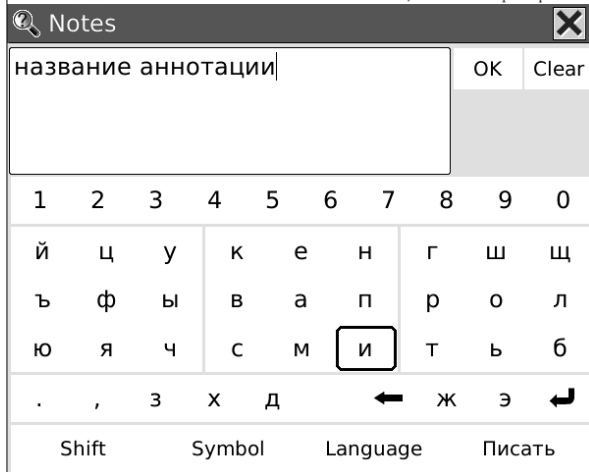 Notes
название аннотации
OK Clear
1 2 3 4 5 6 7 8 9 0
й ц у к е н г ш щ
ъ ф ы в а п р о л
ю я ч с м и т ь б
. , з х д ж э
Shift Symbol Language Писать